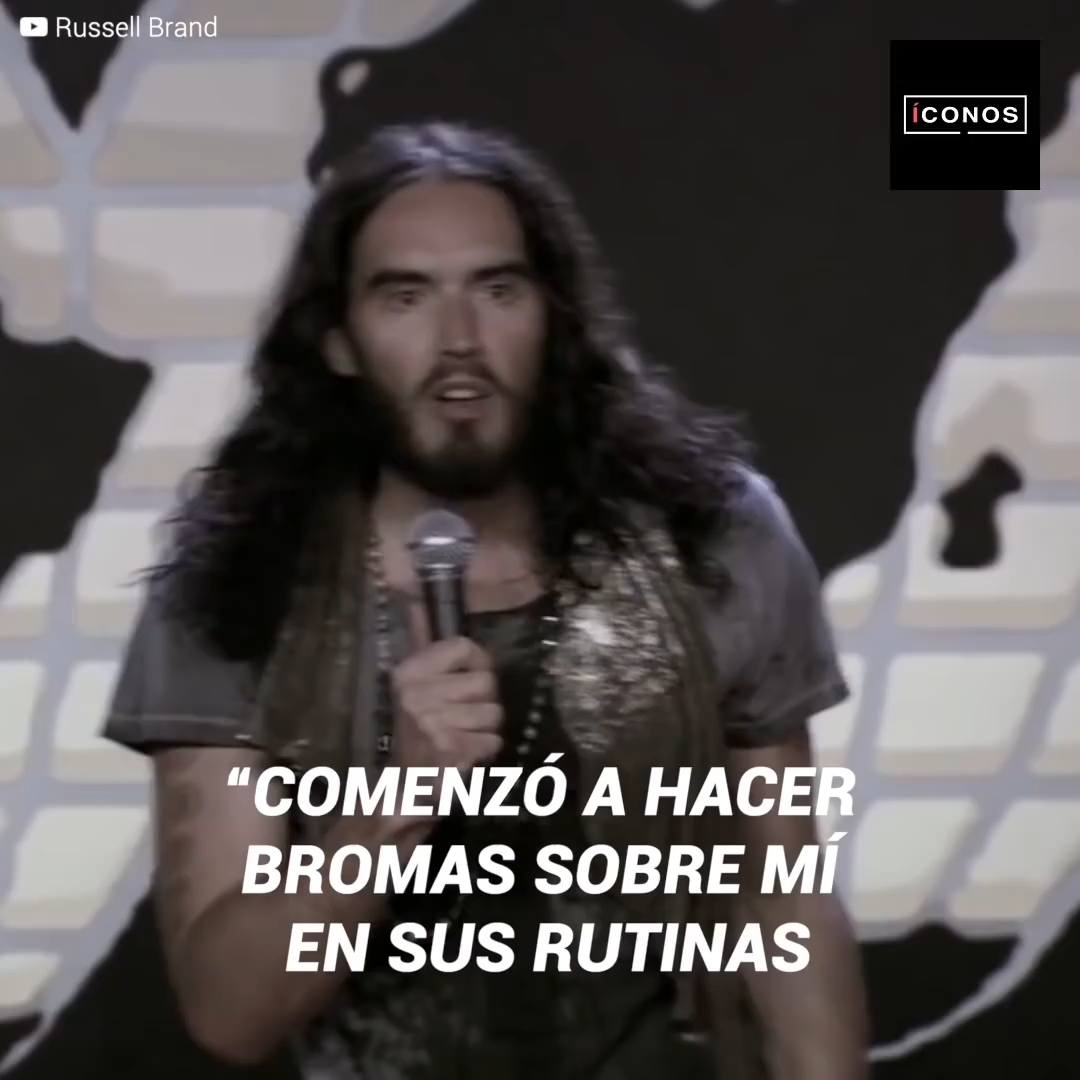 Russell Brand
ÍCONOS
“COMENZÓ A HACER
BROMAS SOBRE MÍ
EN SUS RUTINAS